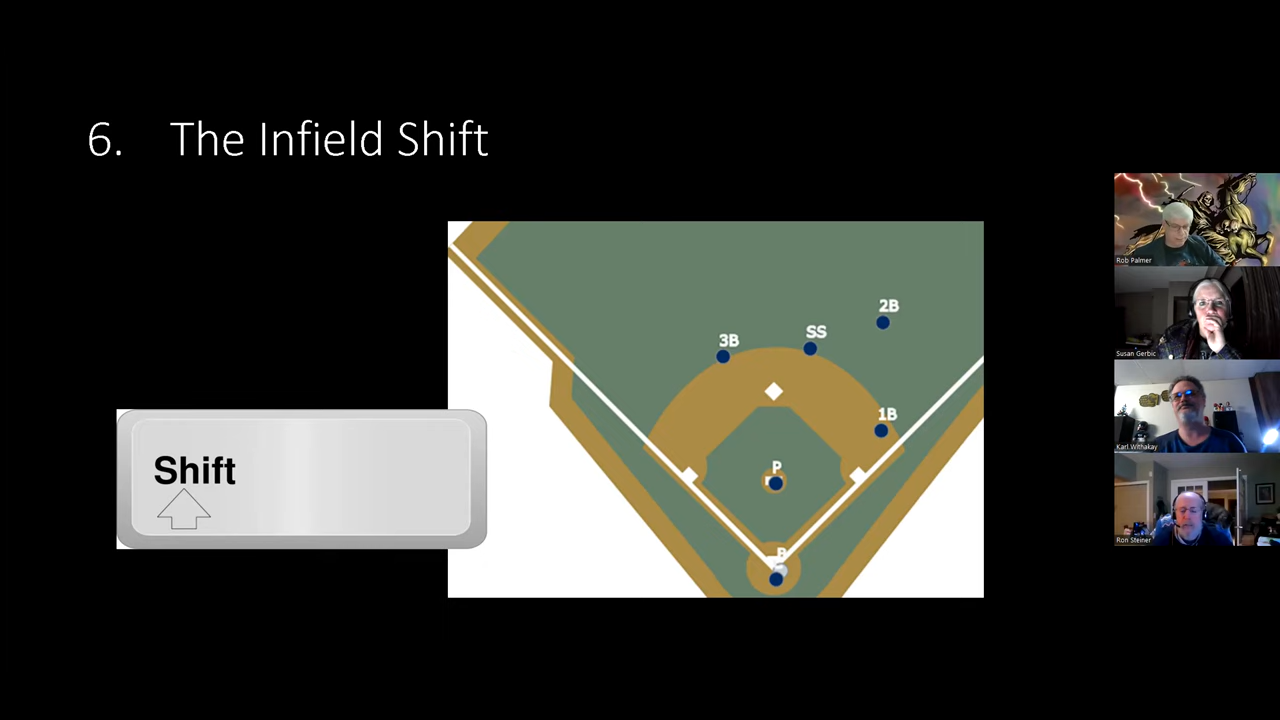 6. The Infield Shift
2B
SS
3B
1B
P
B
Shift
Rob Palmer
Susan Gerbic
Karl Withakay
Ron Steiner